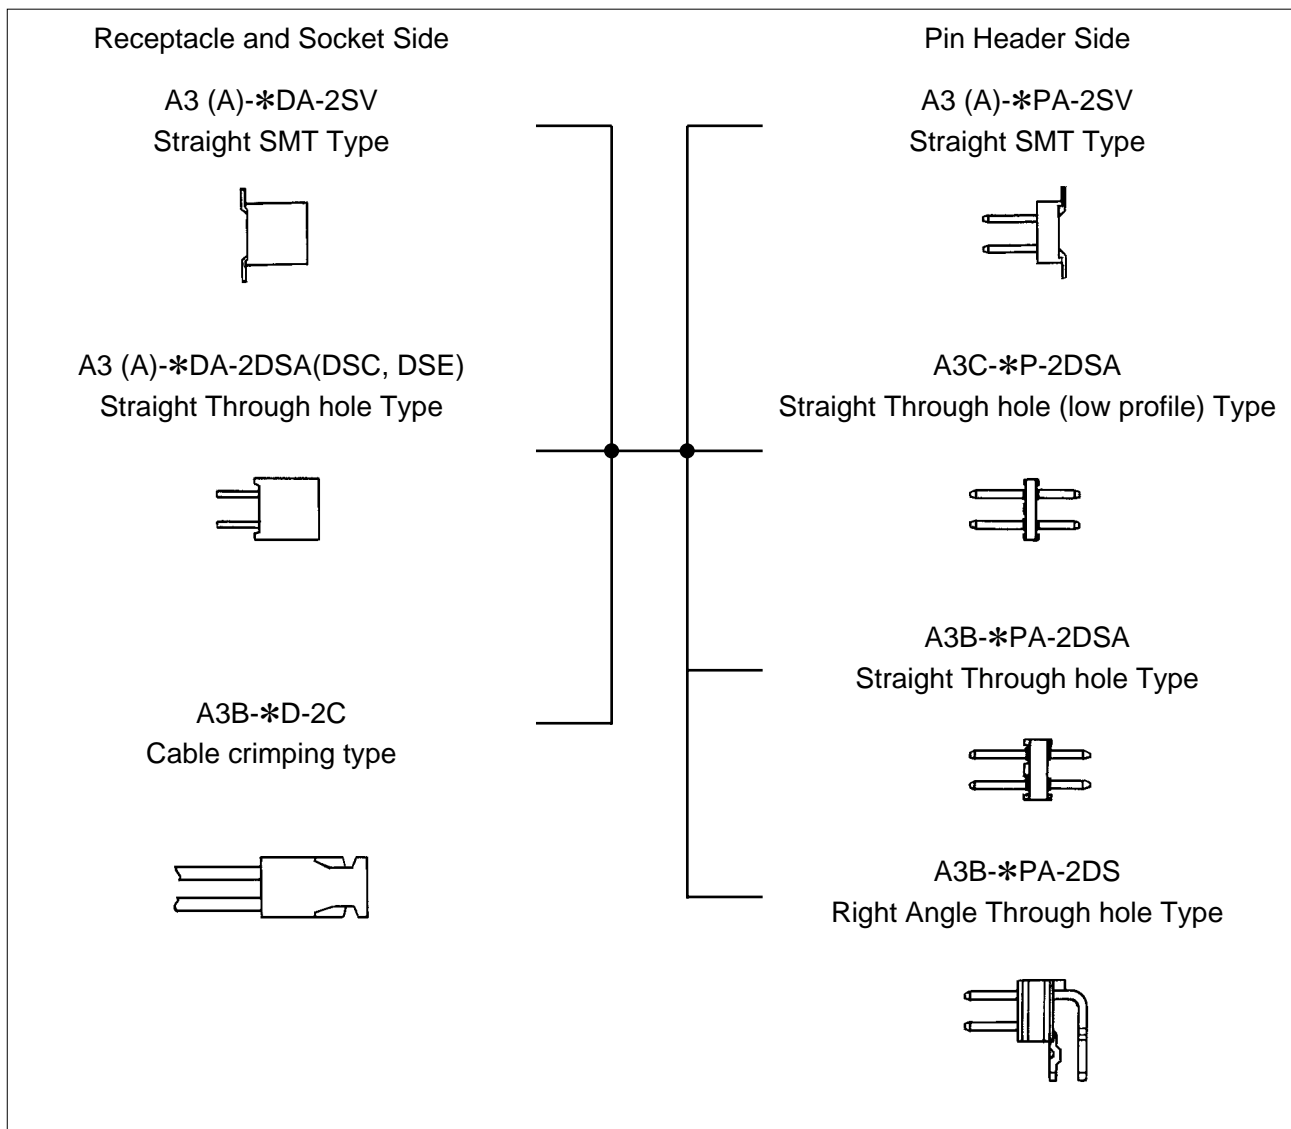 Receptacle and Socket Side
A3 (A)-*DA-2SV
Straight SMT Type
A3 (A)-*DA-2DSA(DSC, DSE)
Straight Through hole Type
A3B-*D-2C
Cable crimping type
Pin Header Side
A3 (A)-*PA-2SV
Straight SMT Type
A3C-*P-2DSA
Straight Through hole (low profile) Type
A3B-*PA-2DSA
Straight Through hole Type
A3B-*PA-2DS
Right Angle Through hole Type